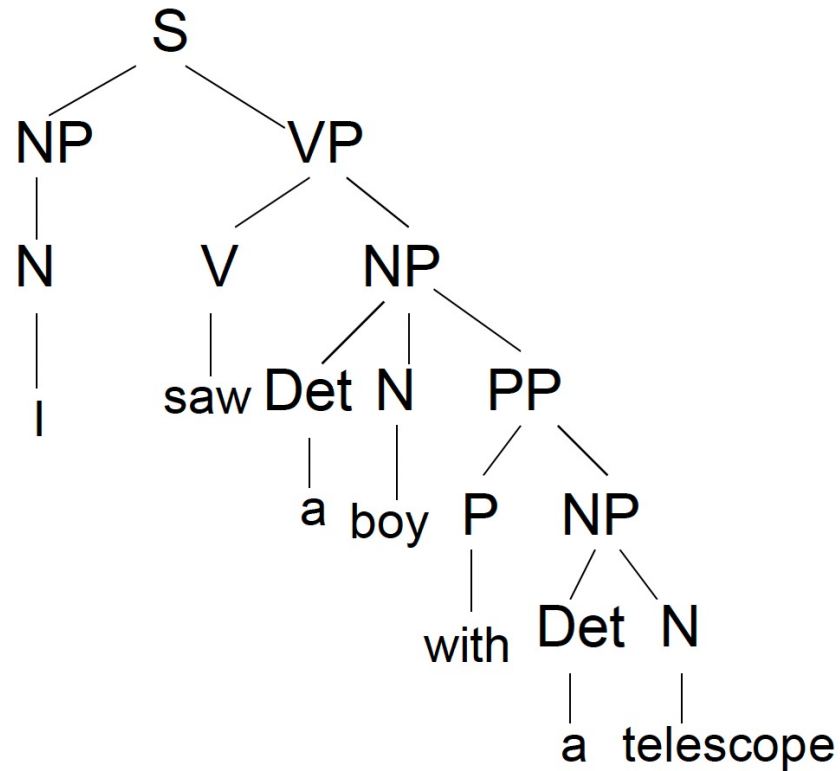 S
NP VP
N V NP
I saw Det N PP
a boy P NP
with Det N
a telescope